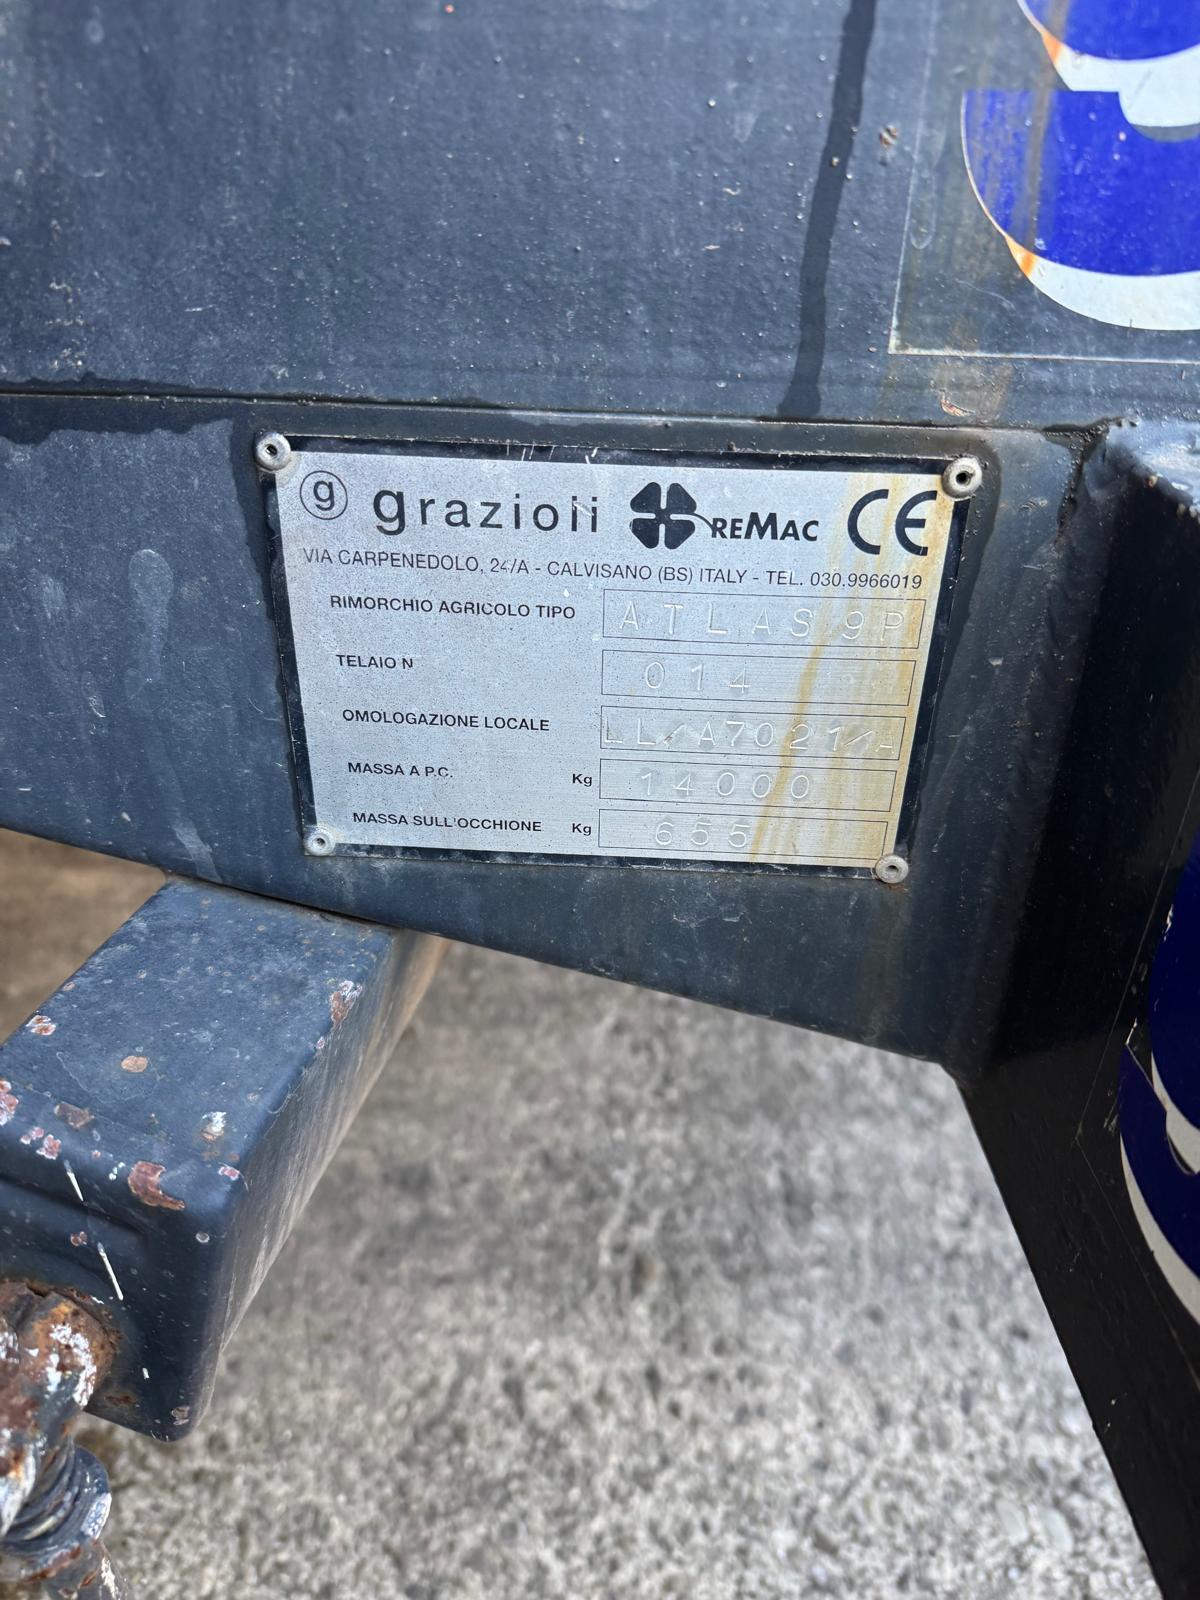 g grazioli REMAC CE
VIA CARPENEDOLO, 24/A - CALVISANO (BS) ITALY - TEL. 030.9966019
RIMORCHIO AGRICOLO TIPO ATLAS 9P
TELAIO N 014
OMOLOGAZIONE LOCALE LL/A7021/A
MASSA A P.C. Kg 14000
MASSA SULL'OCCHIONE Kg 655